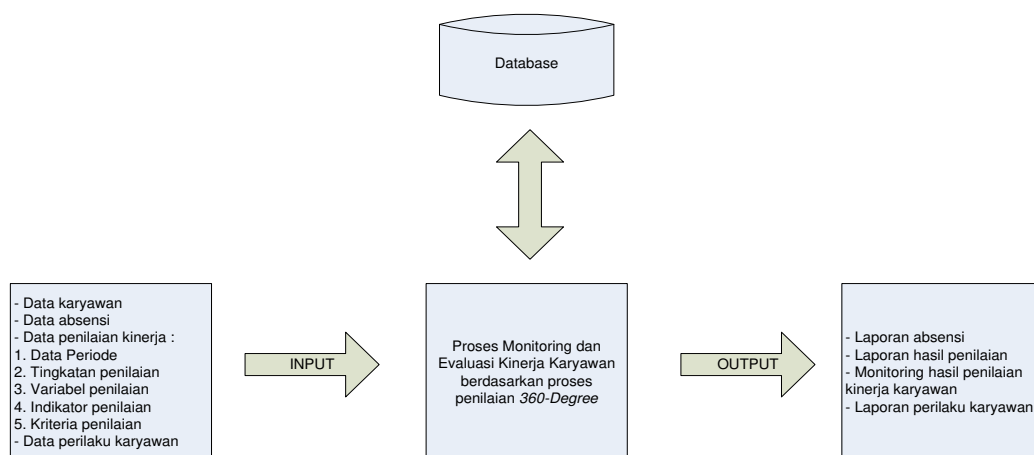 Database
- Data karyawan
- Data absensi
- Data penilaian kinerja :
1. Data Periode
2. Tingkatan penilaian
3. Variabel penilaian
4. Indikator penilaian
5. Kriteria penilaian
- Data perilaku karyawan
INPUT
Proses Monitoring dan
Evaluasi Kinerja Karyawan
berdasarkan proses
penilaian 360-Degree
OUTPUT
- Laporan absensi
- Laporan hasil penilaian
- Monitoring hasil penilaian
kinerja karyawan
- Laporan perilaku karyawan